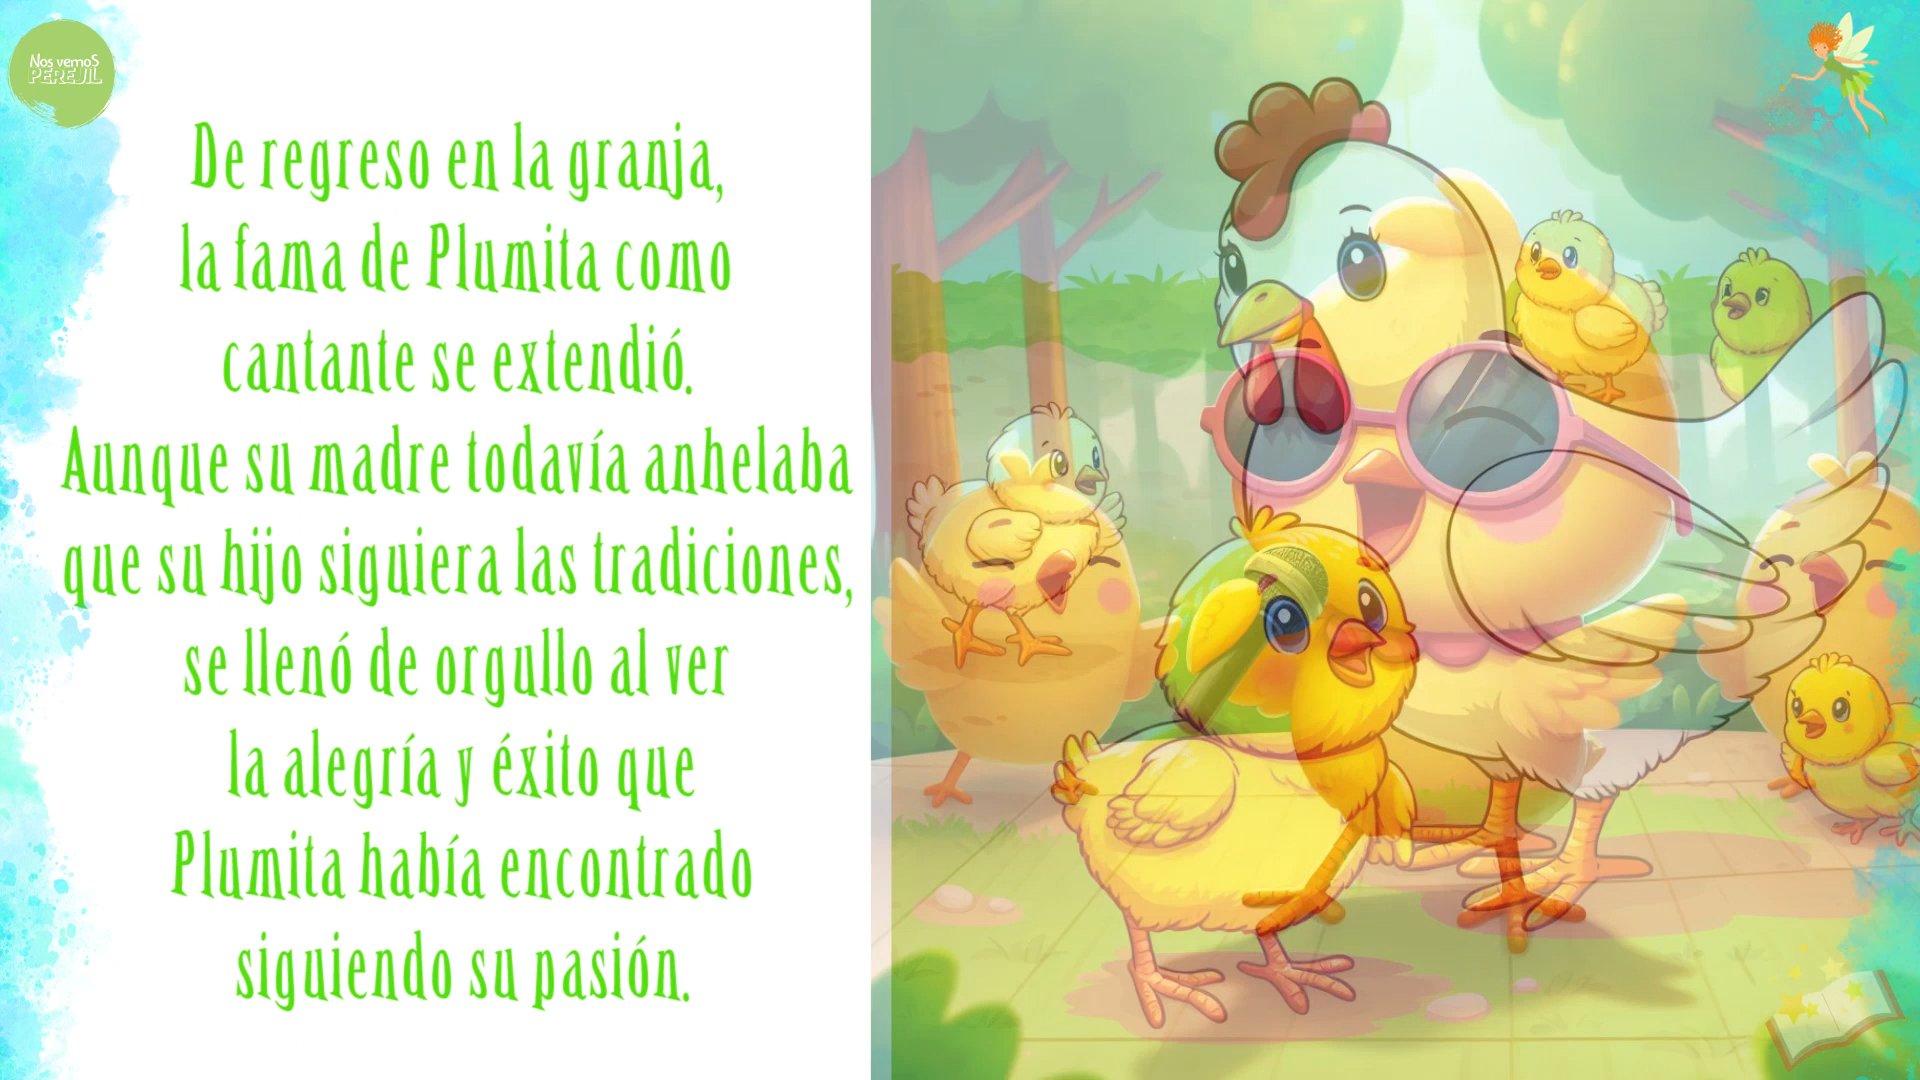 Nos vemoS
PEREJIL
De regreso en la granja,
la fama de Plumita como
cantante se extendió.
Aunque su madre todavía anhelaba
que su hijo siguiera las tradiciones,
se llenó de orgullo al ver
la alegría y éxito que
Plumita había encontrado
siguiendo su pasión.